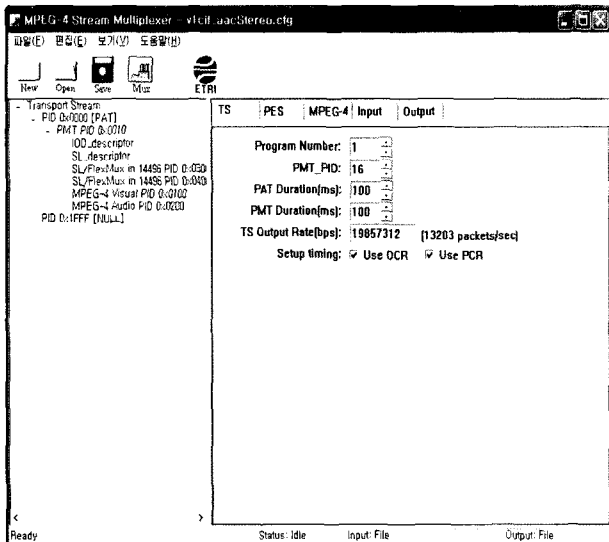 MPEG-4 Stream Multiplexer - v1cif_aacStereo.cfg
파일(F) 편집(E) 보기(V) 도움말(H)
New Open Save Mux ETRI
Transport Stream
PID 0x0000 [PAT]
PMT PID 0x0010
IOD_descriptor
SL_descriptor
SL/FlexMux in 14496 PID 0x030
SL/FlexMux in 14496 PID 0x040
MPEG-4 Visual PID 0x0100
MPEG-4 Audio PID 0x0200
PID 0x1FFF [NULL]
TS PES MPEG-4 Input Output
Program Number: 1
PMT_PID: 16
PAT Duration(ms): 100
PMT Duration(ms): 100
TS Output Rate(bps): 19857312 (13203 packets/sec)
Setup timing: Use OCR Use PCR
Ready Status: Idle Input: File Output: File